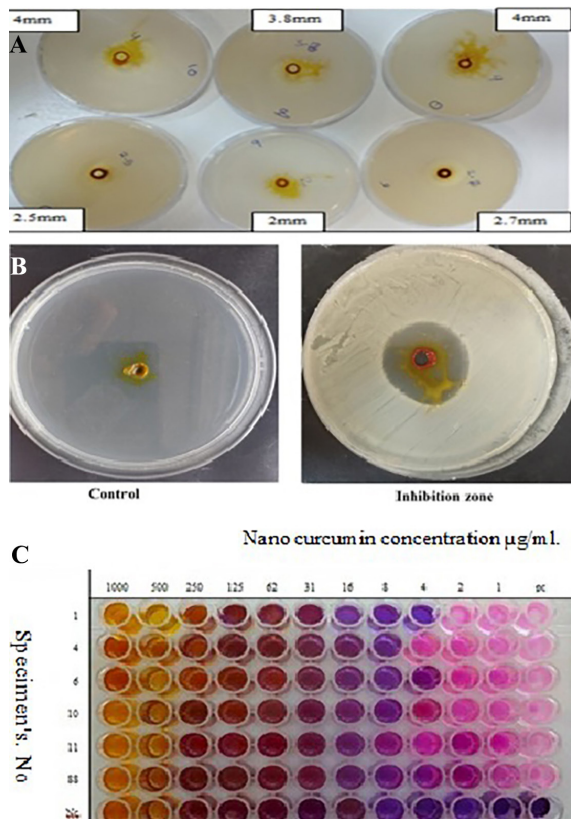 A
4mm
3.8mm
4mm
2.5mm
2mm
2.7mm
B
Control
Inhibition zone
C
Nano curcumin concentration µg/ml.
1000 500 250 125 62 31 16 8 4 2 1 pc
Specimen's. No
1
4
6
10
11
88